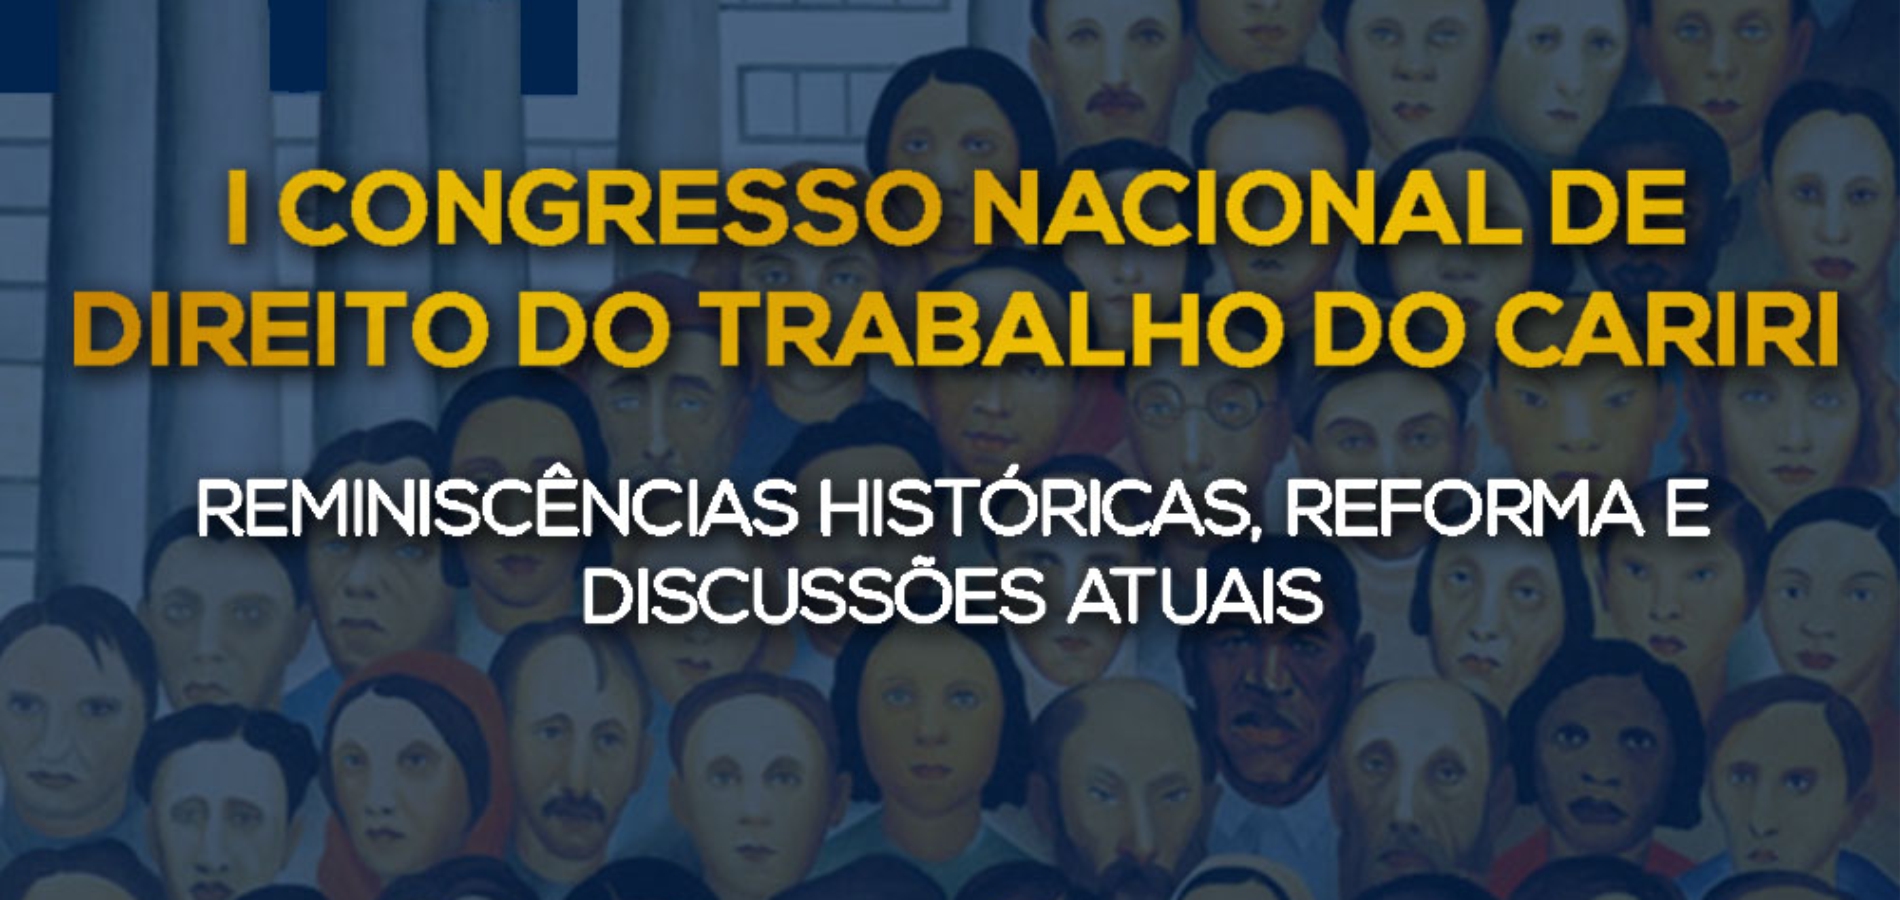 I CONGRESSO NACIONAL DE
DIREITO DO TRABALHO DO CARIRI
REMINISCÊNCIAS HISTÓRICAS, REFORMA E
DISCUSSÕES ATUAIS